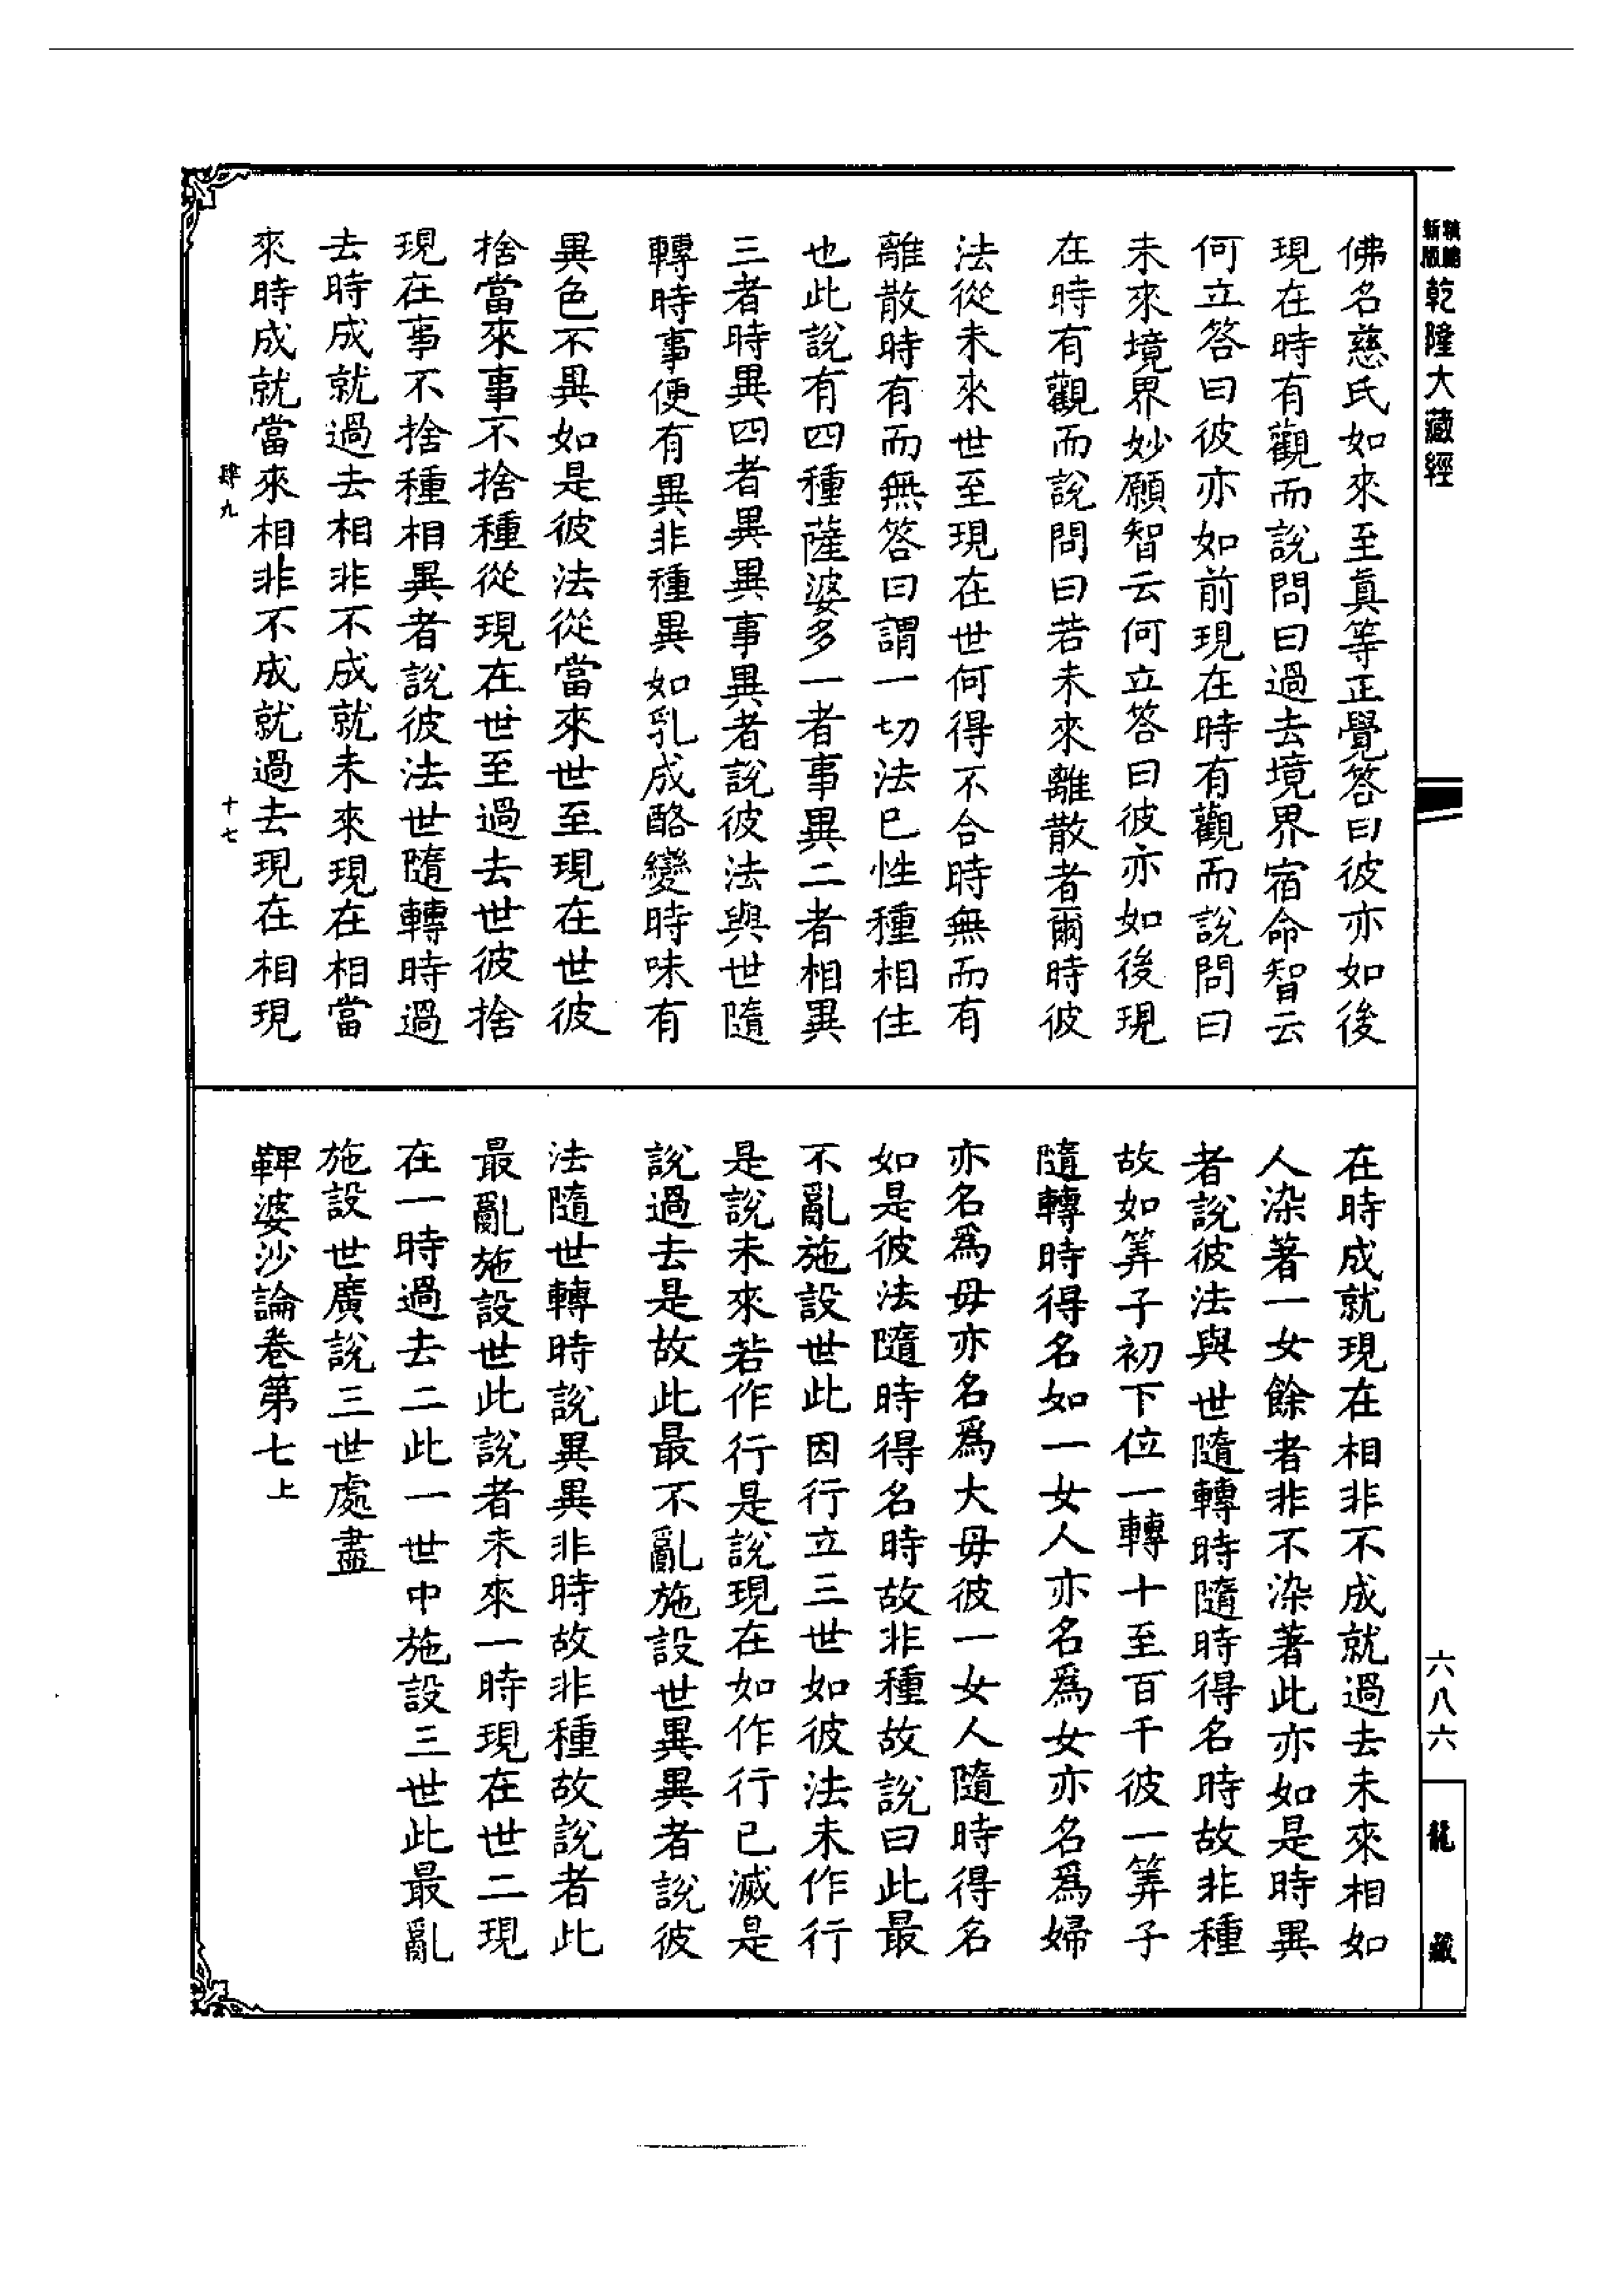 精編新版
乾隆大藏經
佛名慈氏如來至真等正覺答曰彼亦如後
現在時有觀而說問曰過去境界宿命智云
何立答曰彼亦如前現在時有觀而說問曰
未來境界妙願智云何立答曰彼亦如後現
在時有觀而說問曰若未來離散者爾時彼
法從未來世至現在世何得不合時無而有
離散時有而無答曰謂一切法已性種相住
也此說有四種薩婆多一者事異二者相異
三者時異四者異異事異者說彼法與世隨
轉時事便有異非種異如乳成酪變時味有
異色不異如是彼法從當來世至現在世彼
捨當來事不捨種從現在世至過去世彼捨
現在事不捨種相異者說彼法世隨轉時過
去時成就過去相非不成就未來現在相當
來時成就當來相非不成就過去現在相現
肆九
十七
在時成就現在相非不成就過去未來相如
人染著一女餘者非不染著此亦如是時異
者說彼法與世隨轉時隨時得名時故非種
故如筭子初下位一轉十至百千彼一筭子
隨轉時得名如一女人亦名為女亦名為婦
亦名為母亦名為大母彼一女人隨時得名
如是彼法隨時得名時故非種故說曰此最
不亂施設世此因行立三世如彼法未作行
是說未來若作行是說現在如作行已滅是
說過去是故此最不亂施設世異異者說彼
法隨世轉時說異異非時故非種故說者此
最亂施設世此說者未來一時現在世二現
在一時過去二此一世中施設三世此最亂
施設世廣說三世處盡
鞞婆沙論卷第七上
六八六
龍藏